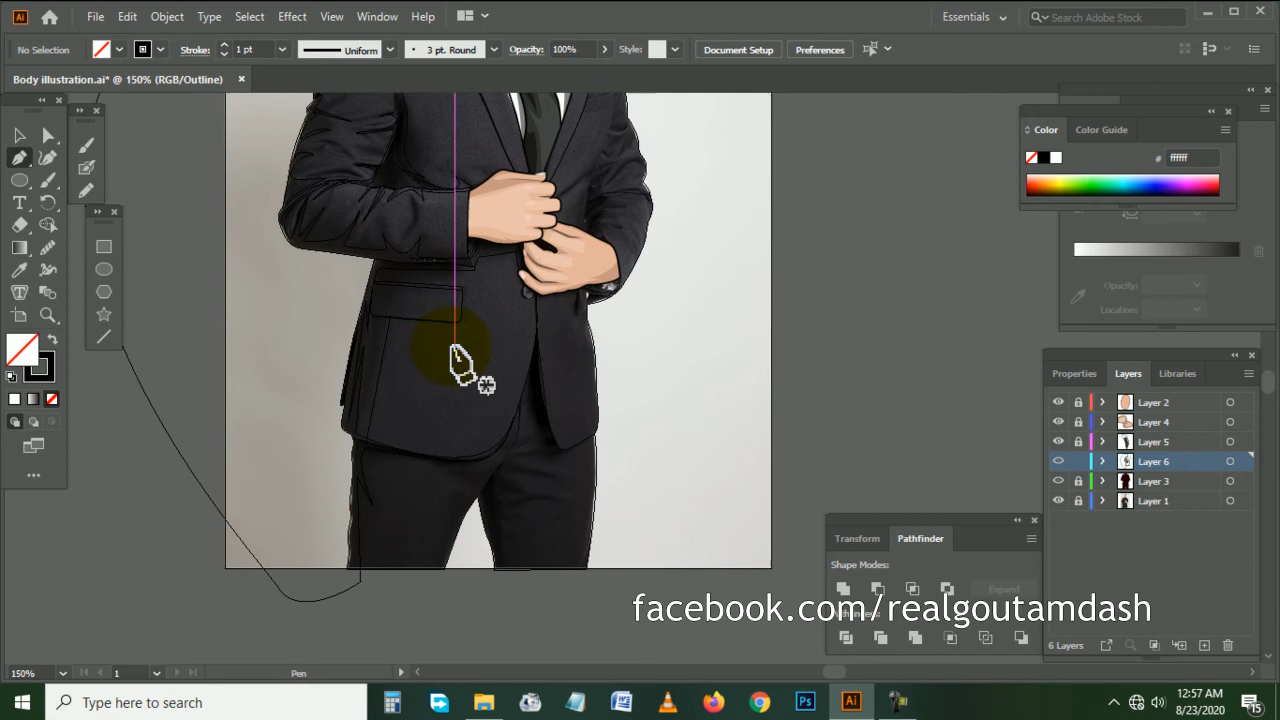 Ai File Edit Object Type Select Effect View Window Help Essentials Search Adobe Stock
No Selection Stroke: 1 pt Uniform 3 pt. Round Opacity: 100% Style: Document Setup Preferences
Body illustration.ai* @ 150% (RGB/Outline) ×
Color Color Guide
# ffffff
Opacity:
Location:
Properties Layers Libraries
Layer 2
Layer 4
Layer 5
Layer 6
Layer 3
Layer 1
Transform Pathfinder
Shape Modes:
Expand
facebook.com/realgoutamdash
6 Layers
150% 1 Pen
Type here to search
Ps Ai
12:57 AM
8/23/2020
15